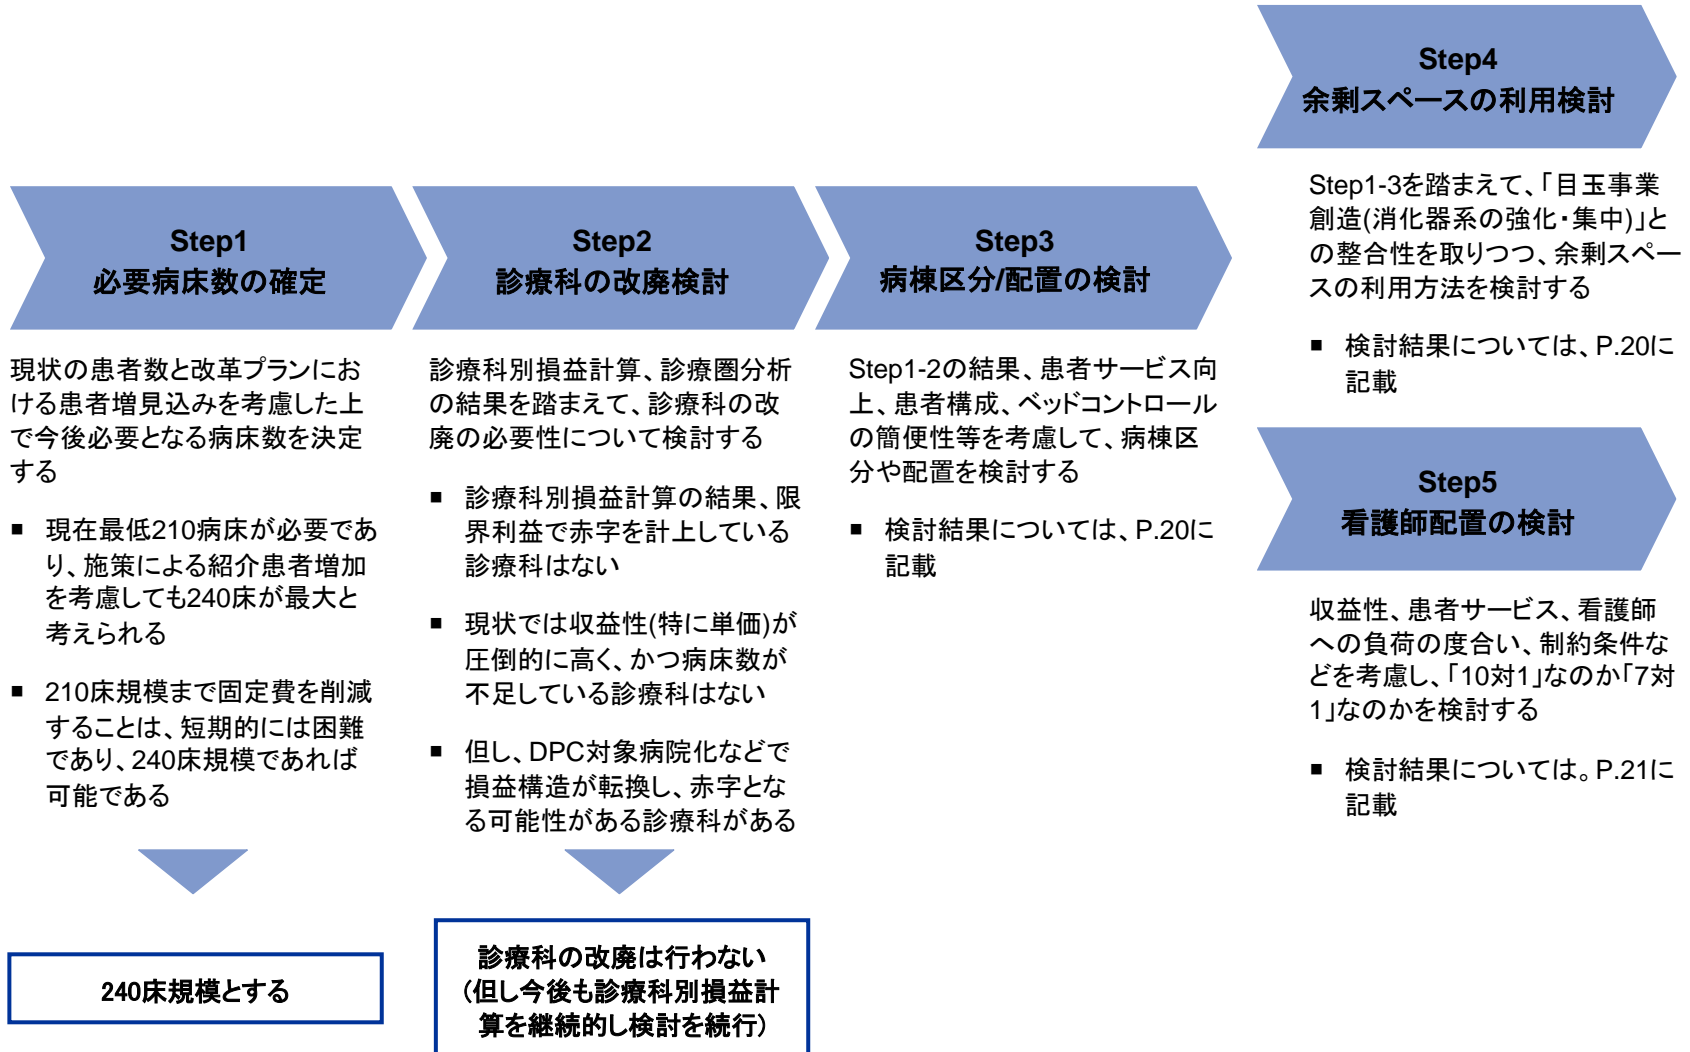 Step1
必要病床数の確定
現状の患者数と改革プランにお
ける患者増見込みを考慮した上
で今後必要となる病床数を決定
する
■ 現在最低210病床が必要であ
り、施策による紹介患者増加
を考慮しても240床が最大と
考えられる
■ 210床規模まで固定費を削減
することは、短期的には困難
であり、240床規模であれば
可能である
240床規模とする
Step2
診療科の改廃検討
診療科別損益計算、診療圏分析
の結果を踏まえて、診療科の改
廃の必要性について検討する
■ 診療科別損益計算の結果、限
界利益で赤字を計上している
診療科はない
■ 現状では収益性(特に単価)が
圧倒的に高く、かつ病床数が
不足している診療科はない
■ 但し、DPC対象病院化などで
損益構造が転換し、赤字とな
る可能性がある診療科がある
診療科の改廃は行わない
(但し今後も診療科別損益計
算を継続的し検討を続行)
Step3
病棟区分/配置の検討
Step1-2の結果、患者サービス向
上、患者構成、ベッドコントロール
の簡便性等を考慮して、病棟区
分や配置を検討する
■ 検討結果については、P.20に
記載
Step4
余剰スペースの利用検討
Step1-3を踏まえて、「目玉事業
創造(消化器系の強化・集中)」と
の整合性を取りつつ、余剰スペー
スの利用方法を検討する
■ 検討結果については、P.20に
記載
Step5
看護師配置の検討
収益性、患者サービス、看護師
への負荷の度合い、制約条件な
どを考慮し、「10対1」なのか「7対
1」なのかを検討する
■ 検討結果については。P.21に
記載